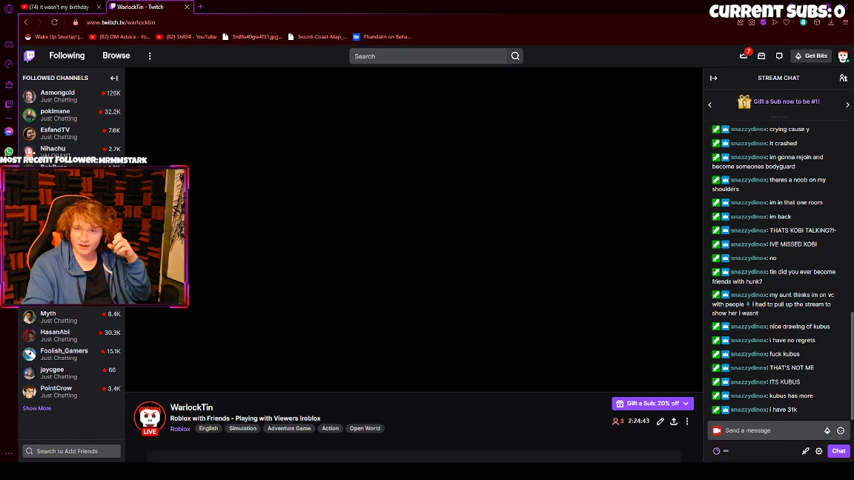 CURRENT SUBS: 0
(74) it wasn't my birthday
WarlockTin - Twitch
www.twitch.tv/warlocktin
Wake Up Snorlax! -
(82) DM Advice - You
(82) SMG4 - YouTube
5n8fo40gw4f31.jpg...
Sword-Coast-Map_
Phandalin on Reha...
Following
Browse
Search
7
Get Bits
FOLLOWED CHANNELS
STREAM CHAT
Asmongold
126K
Just Chatting
pokimane
32.2K
Just Chatting
EsfandTV
7.6K
Just Chatting
Nihachu
2.7K
MOST RECENT FOLLOWER: MRMMSTARK
Myth
8.4K
Just Chatting
HasanAbi
30.3K
Just Chatting
Foolish_Gamers
15.1K
Just Chatting
jaycgee
66
Just Chatting
PointCrow
3.4K
Just Chatting
Show More
Search to Add Friends
LIVE
WarlockTin
Roblox with Friends - Playing with Viewers !roblox
Roblox
English
Simulation
Adventure Game
Action
Open World
Gift a Sub: 20% off
3
2:24:43
Gift a Sub now to be #1!
snazzydinox: crying cause y
snazzydinox: it crashed
snazzydinox: im gonna rejoin and
become someones bodyguard
snazzydinox: theres a noob on my
shoulders
snazzydinox: im in that one room
snazzydinox: im back
snazzydinox: THATS KOBI TALKING?!-
snazzydinox: IVE MISSED KOBI
snazzydinox: no
snazzydinox: tin did you ever become
friends with hunk?
snazzydinox: my aunt thinks im on vc
with people I had to pull up the stream to
show her i wasnt
snazzydinox: nice drawing of kubus
snazzydinox: i have no regrets
snazzydinox: fuck kubus
snazzydinox: THAT'S NOT ME
snazzydinox: ITS KUBUS
snazzydinox: kubus has more
snazzydinox: i have 31k
Send a message
Chat